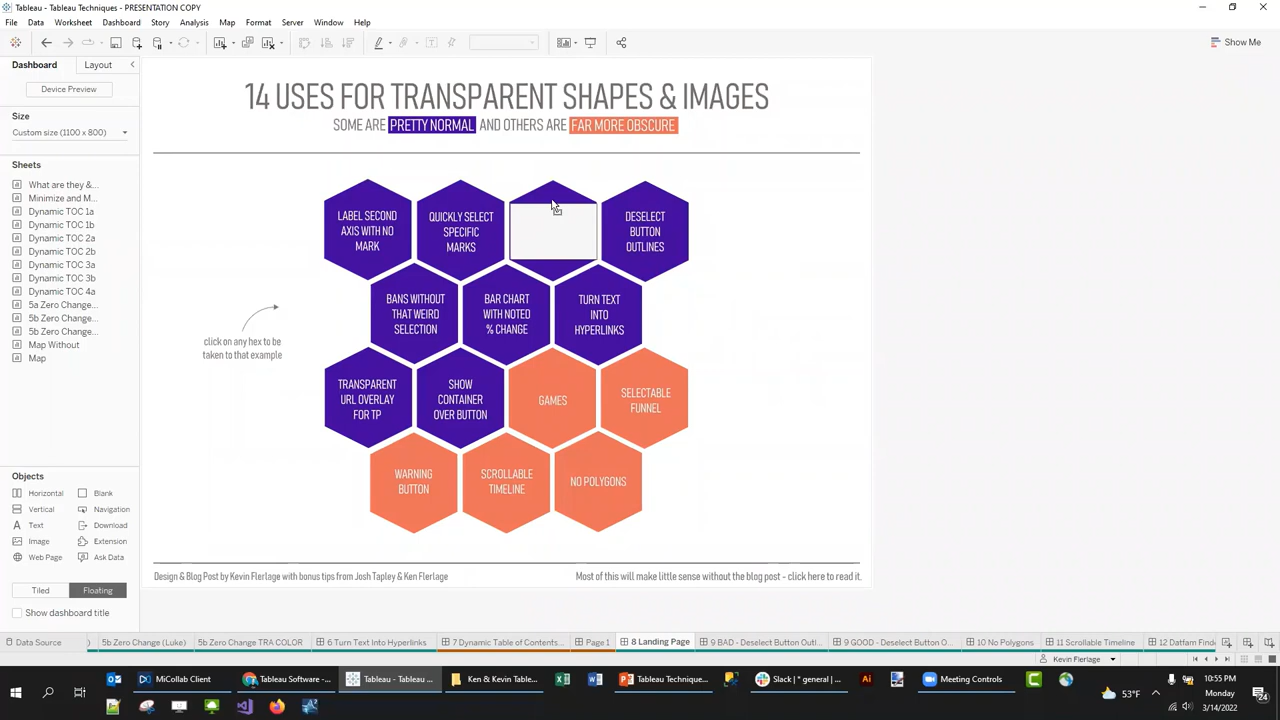 Tableau - Tableau Techniques - PRESENTATION COPY
File Data Worksheet Dashboard Story Analysis Map Format Server Window Help
Show Me
Dashboard Layout
Device Preview
Size
Custom size (1100 x 800)
Sheets
What are they &...
Minimize and M...
Dynamic TOC 1a
Dynamic TOC 1b
Dynamic TOC 2a
Dynamic TOC 2b
Dynamic TOC 3a
Dynamic TOC 3b
Dynamic TOC 4a
5a Zero Change...
5b Zero Change...
5b Zero Change...
Map Without
Map
Objects
Horizontal Blank
Vertical Navigation
Text Download
Image Extension
Web Page Ask Data
Tiled Floating
Show dashboard title
14 USES FOR TRANSPARENT SHAPES & IMAGES
SOME ARE PRETTY NORMAL AND OTHERS ARE FAR MORE OBSCURE
LABEL SECOND
AXIS WITH NO
MARK
QUICKLY SELECT
SPECIFIC
MARKS
DESELECT
BUTTON
OUTLINES
BANS WITHOUT
THAT WEIRD
SELECTION
BAR CHART
WITH NOTED
% CHANGE
TURN TEXT
INTO
HYPERLINKS
click on any hex to be
taken to that example
TRANSPARENT
URL OVERLAY
FOR TP
SHOW
CONTAINER
OVER BUTTON
GAMES
SELECTABLE
FUNNEL
WARNING
BUTTON
SCROLLABLE
TIMELINE
NO POLYGONS
Design & Blog Post by Kevin Flerlage with bonus tips from Josh Tapley & Ken Flerlage
Most of this will make little sense without the blog post - click here to read it.
Data Source ) 5b Zero Change (Luke) 5b Zero Change TRA COLOR 6 Turn Text Into Hyperlinks 7 Dynamic Table of Contents... Page 1 8 Landing Page 9 BAD - Deselect Button Outl... 9 GOOD - Deselect Button O... 10 No Polygons 11 Scrollable Timeline 12 Datfam Find
Kevin Flerlage
MiCollab Client Tableau Software -... Tableau - Tableau ... Ken & Kevin Table... Tableau Technique... Slack | * general | ... Ai Meeting Controls
53°F
10:55 PM
Monday
3/14/2022
24